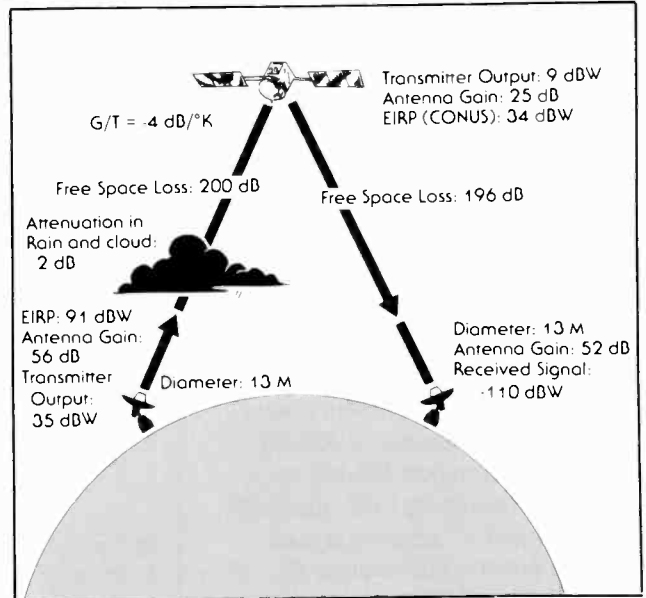 Transmitter Output: 9 dBW
Antenna Gain: 25 dB
EIRP (CONUS): 34 dBW
G/T = -4 dB/°K
Free Space Loss: 200 dB
Free Space Loss: 196 dB
Attenuation in
Rain and cloud:
2 dB
EIRP: 91 dBW
Antenna Gain:
56 dB
Transmitter
Output:
35 dBW
Diameter: 13 M
Diameter: 13 M
Antenna Gain: 52 dB
Received Signal:
-110 dBW